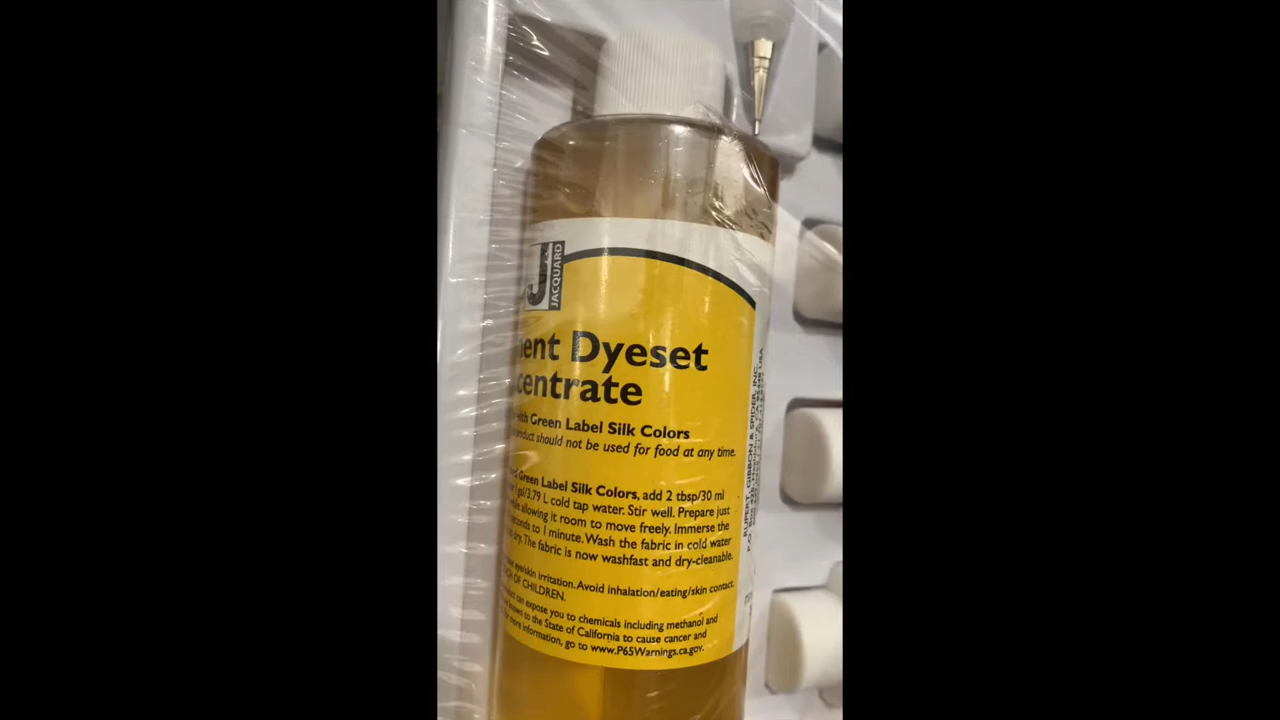 JACQUARD
ent Dyeset
centrate
with Green Label Silk Colors
product should not be used for food at any time.
Green Label Silk Colors, add 2 tbsp/30 ml
gal/3.79 L cold tap water. Stir well. Prepare just
while allowing it room to move freely. Immerse the
seconds to 1 minute. Wash the fabric in cold water
dry. The fabric is now washfast and dry-cleanable.
eye/skin irritation. Avoid inhalation/eating/skin contact.
OF CHILDREN.
product can expose you to chemicals including methanol and
known to the State of California to cause cancer and
more information, go to www.P65Warnings.ca.gov.
RUPERT, GIBBON & SPIDER, INC.